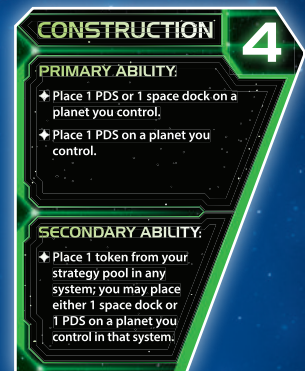 CONSTRUCTION
4
PRIMARY ABILITY:
Place 1 PDS or 1 space dock on a
planet you control.
Place 1 PDS on a planet you
control.
SECONDARY ABILITY:
Place 1 token from your
strategy pool in any
system; you may place
either 1 space dock or
1 PDS on a planet you
control in that system.